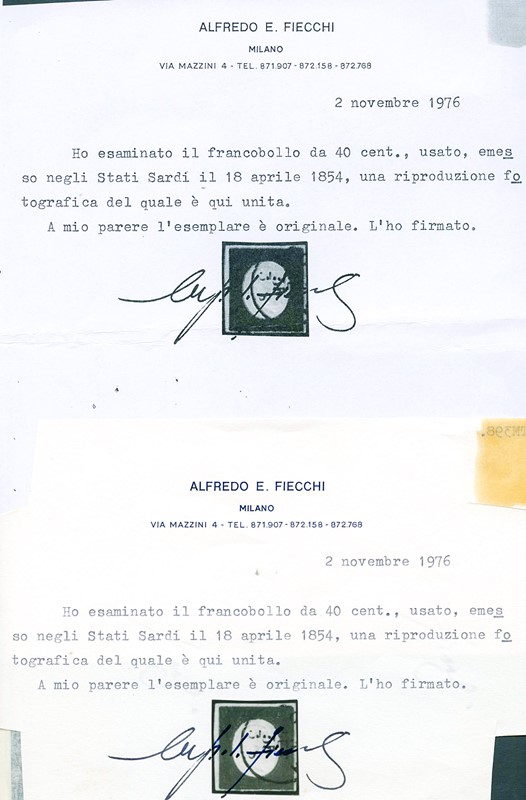 ALFREDO E. FIECCHI
MILANO
VIA MAZZINI 4 - TEL. 871.907 - 872.158 - 872.768
2 novembre 1976
Ho esaminato il francobollo da 40 cent., usato, emes
so negli Stati Sardi il 18 aprile 1854, una riproduzione fo
tografica del quale è qui unita.
A mio parere l'esemplare è originale. L'ho firmato.
ALFREDO E. FIECCHI
MILANO
VIA MAZZINI 4 - TEL. 871.907 - 872.158 - 872.768
2 novembre 1976
Ho esaminato il francobollo da 40 cent., usato, emes
so negli Stati Sardi il 18 aprile 1854, una riproduzione fo
tografica del quale è qui unita.
A mio parere l'esemplare è originale. L'ho firmato.